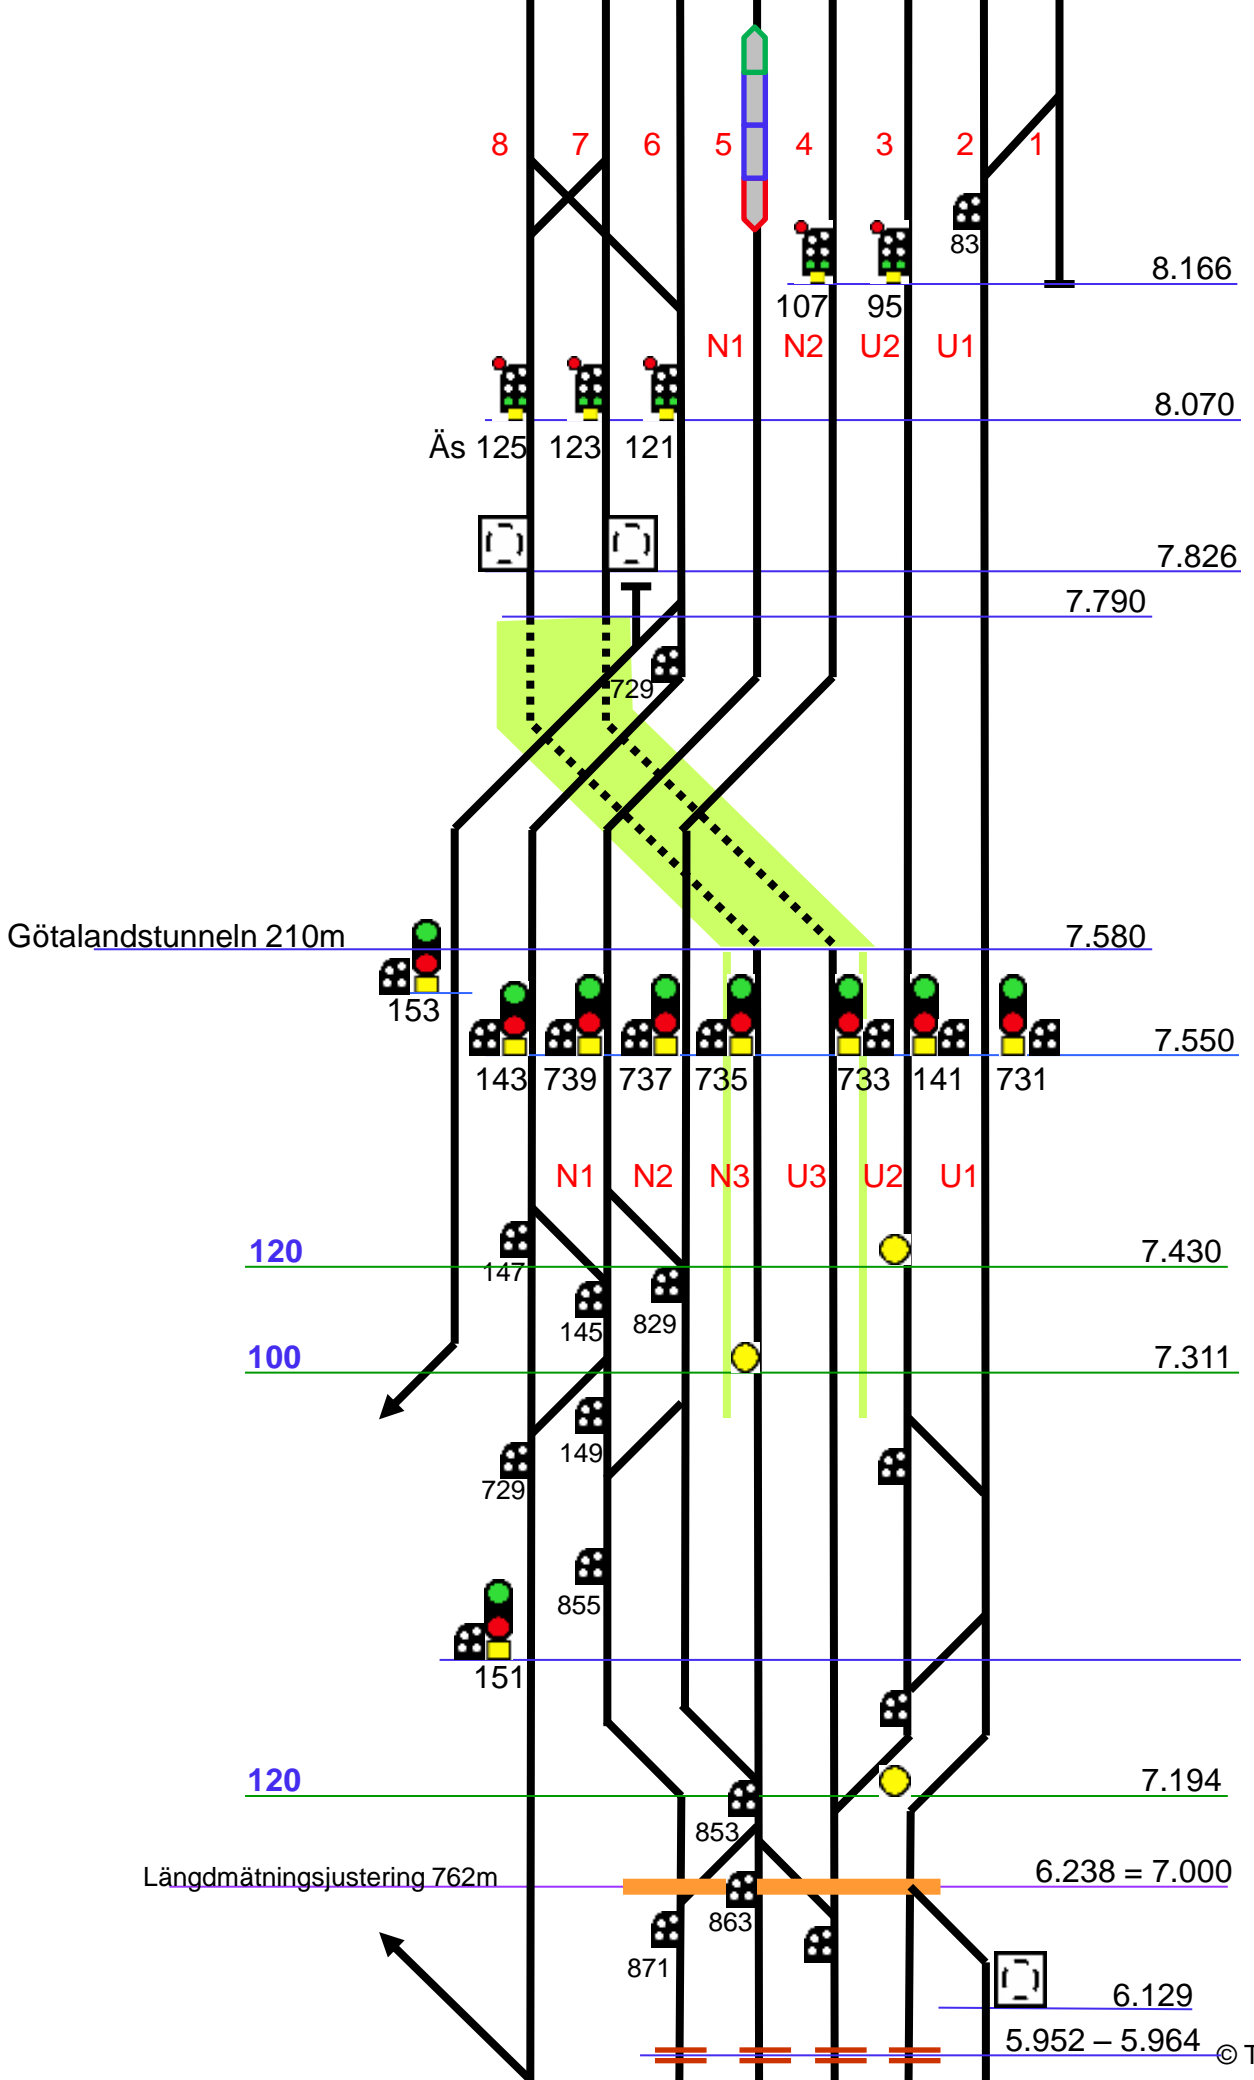 8 7 6 5 4 3 2 1
83
8.166
107 95
N1 N2 U2 U1
8.070
Äs 125 123 121
7.826
7.790
729
Götalandstunneln 210m 7.580
153
7.550
143 739 737 735 733 141 731
N1 N2 N3 U3 U2 U1
120 7.430
147
145 829
100 7.311
149
729
855
151
120 7.194
853
Längdmätningsjustering 762m 6.238 = 7.000
863
871
6.129
5.952 – 5.964
© T